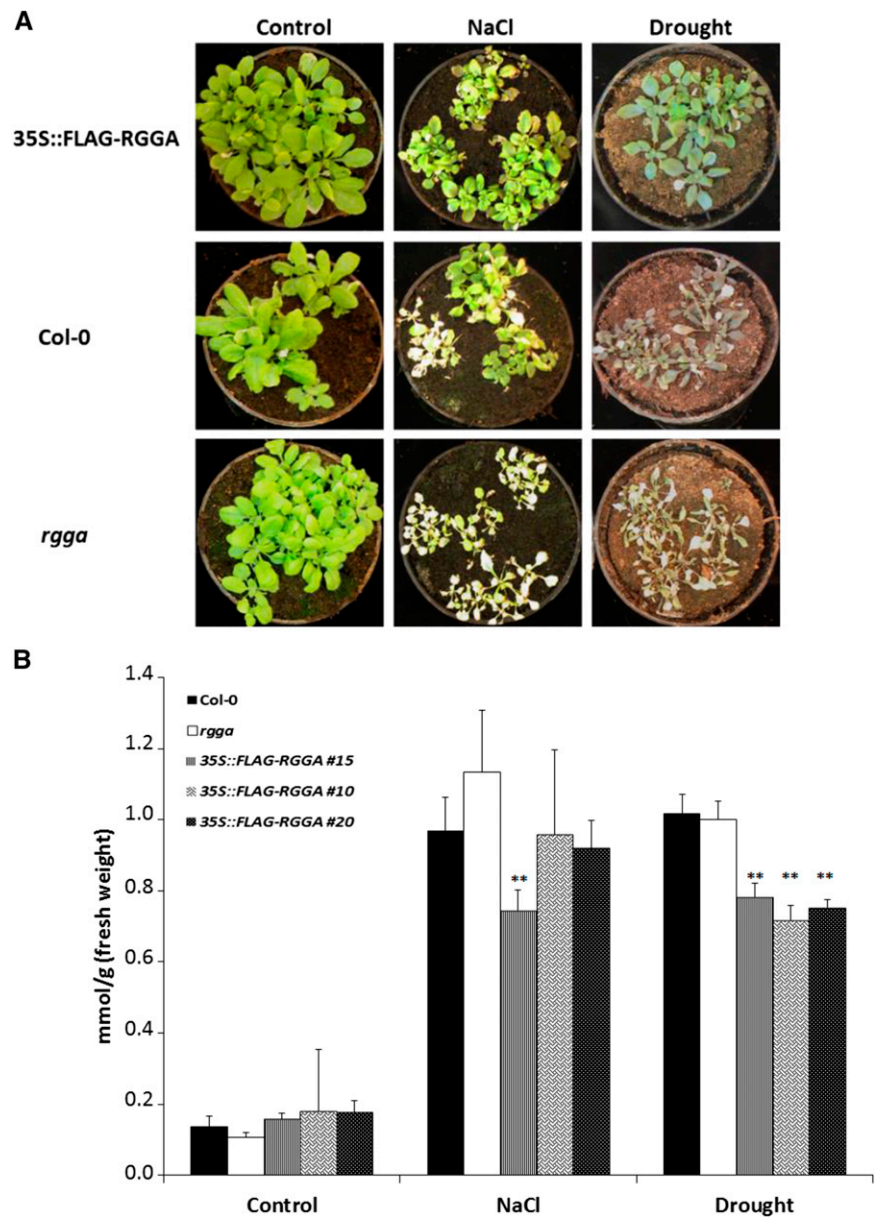 A
Control NaCl Drought
35S::FLAG-RGGA
Col-0
rgga
B
1.4
1.2
1.0
0.8
0.6
0.4
0.2
0.0
mmol/g (fresh weight)
Col-0
rgga
35S::FLAG-RGGA #15
35S::FLAG-RGGA #10
35S::FLAG-RGGA #20
**
** ** **
Control NaCl Drought